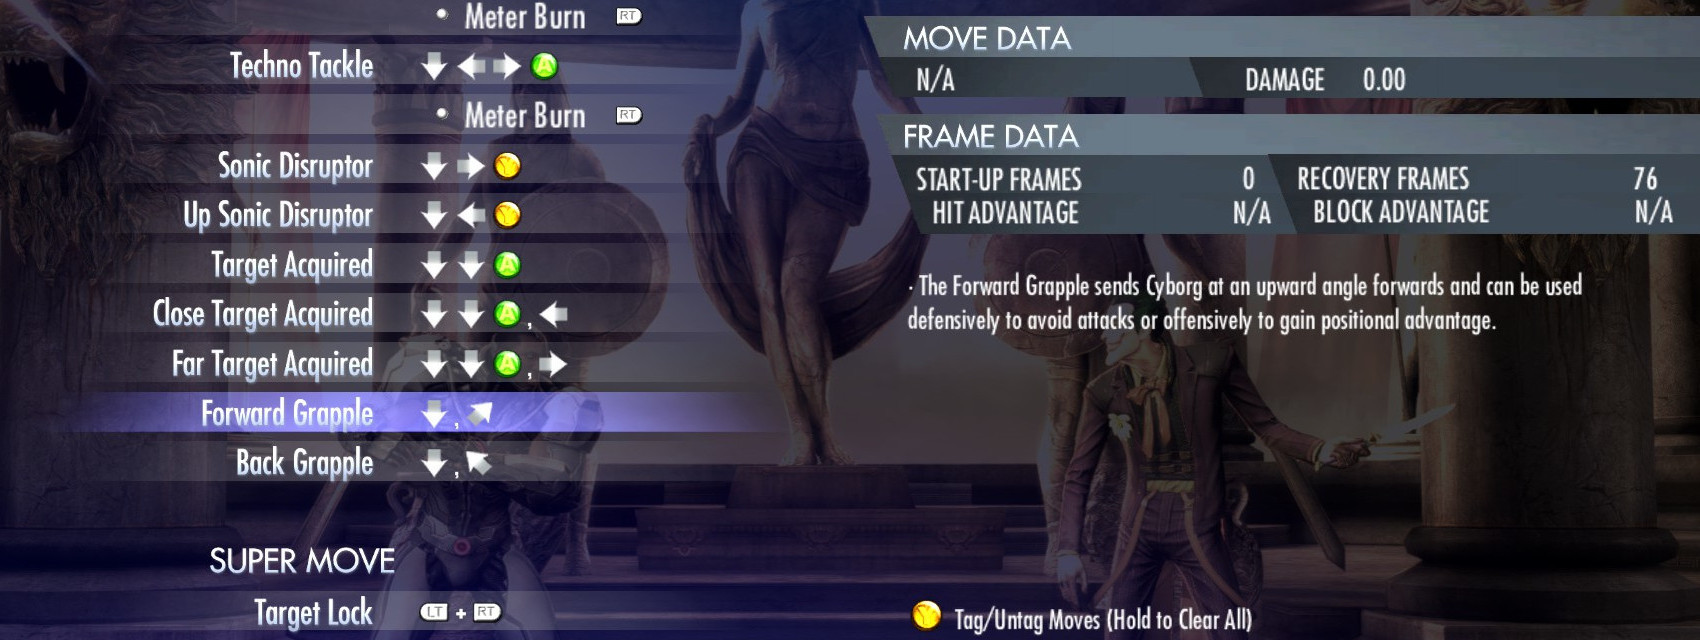 • Meter Burn RT
Techno Tackle A
• Meter Burn RT
Sonic Disruptor Y
Up Sonic Disruptor Y
Target Acquired A
Close Target Acquired A ,
Far Target Acquired A ,
Forward Grapple ,
Back Grapple ,
SUPER MOVE
Target Lock LT + RT
MOVE DATA
N/A DAMAGE 0.00
FRAME DATA
START-UP FRAMES 0 RECOVERY FRAMES 76
HIT ADVANTAGE N/A BLOCK ADVANTAGE N/A
· The Forward Grapple sends Cyborg at an upward angle forwards and can be used
defensively to avoid attacks or offensively to gain positional advantage.
Y Tag/Untag Moves (Hold to Clear All)